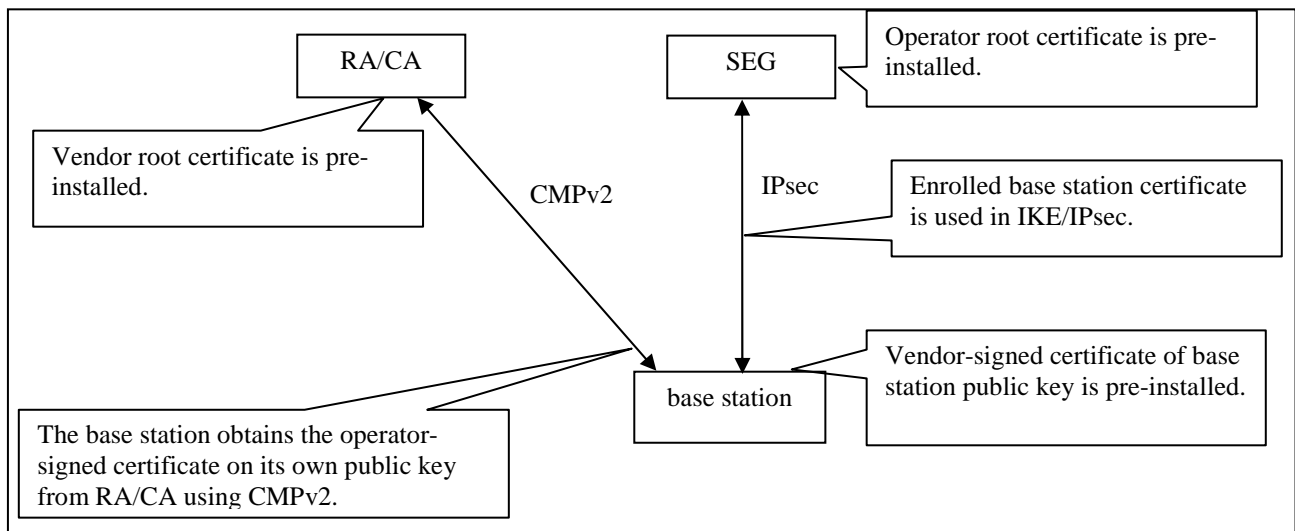 RA/CA
SEG
Operator root certificate is pre-
installed.
Vendor root certificate is pre-
installed.
CMPv2
IPsec
Enrolled base station certificate
is used in IKE/IPsec.
Vendor-signed certificate of base
station public key is pre-installed.
base station
The base station obtains the operator-
signed certificate on its own public key
from RA/CA using CMPv2.